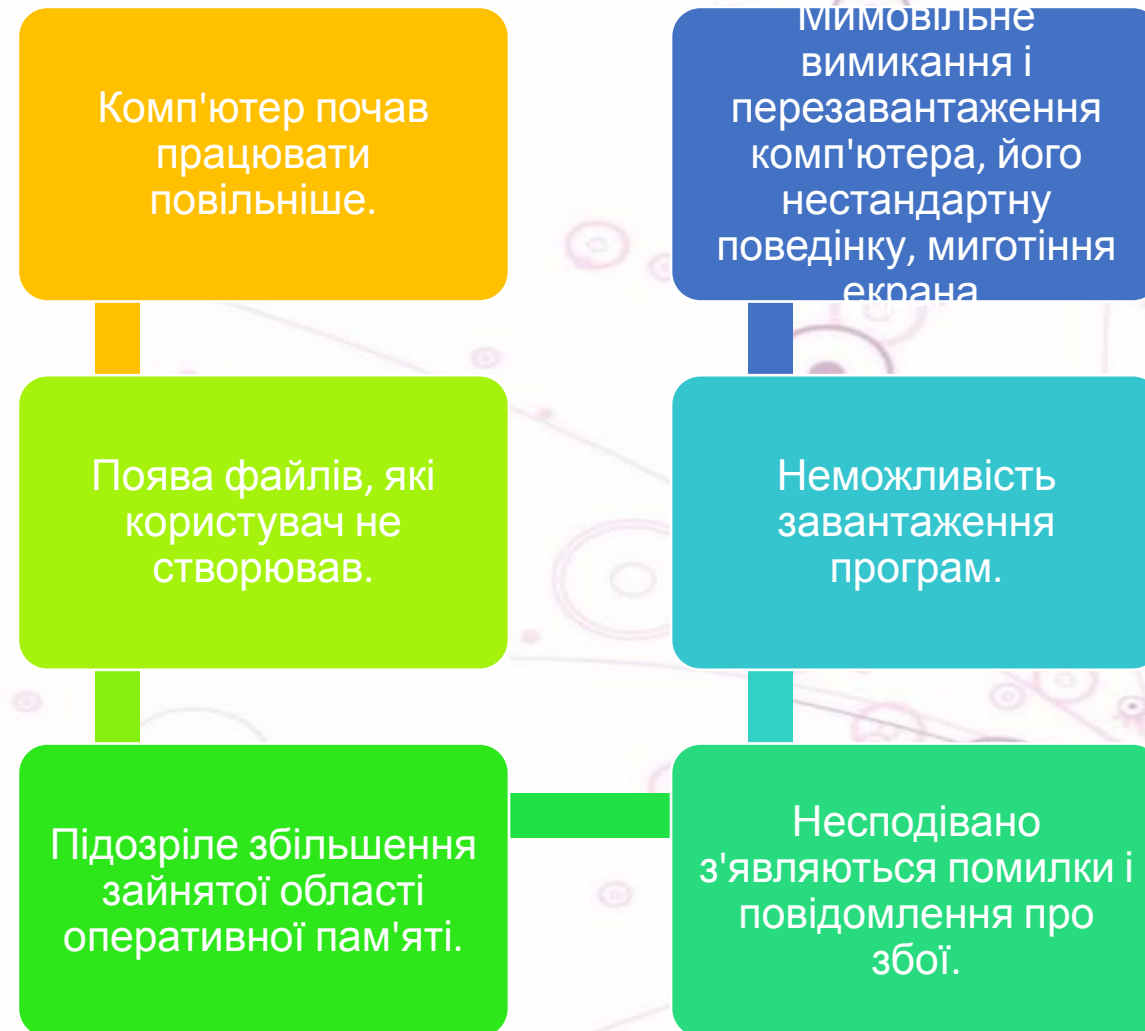 Комп'ютер почав
працювати
повільніше.
Поява файлів, які
користувач не
створював.
Підозріле збільшення
зайнятої області
оперативної пам'яті.
Несподівано
з'являються помилки і
повідомлення про
збої.
Неможливість
завантаження
програм.
Мимовільне
вимикання і
перезавантаження
комп'ютера, його
нестандартну
поведінку, миготіння
екрана